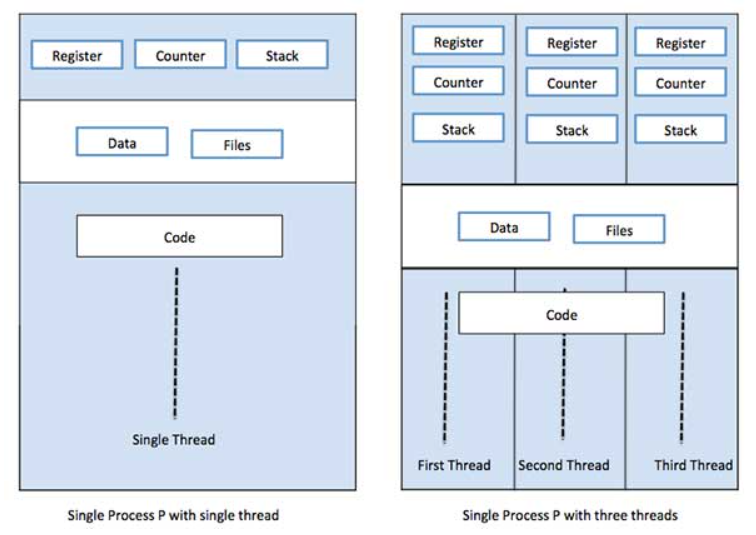 Register Counter Stack
Data Files
Code
Single Thread
Single Process P with single thread
Register Register Register
Counter Counter Counter
Stack Stack Stack
Data Files
Code
First Thread Second Thread Third Thread
Single Process P with three threads